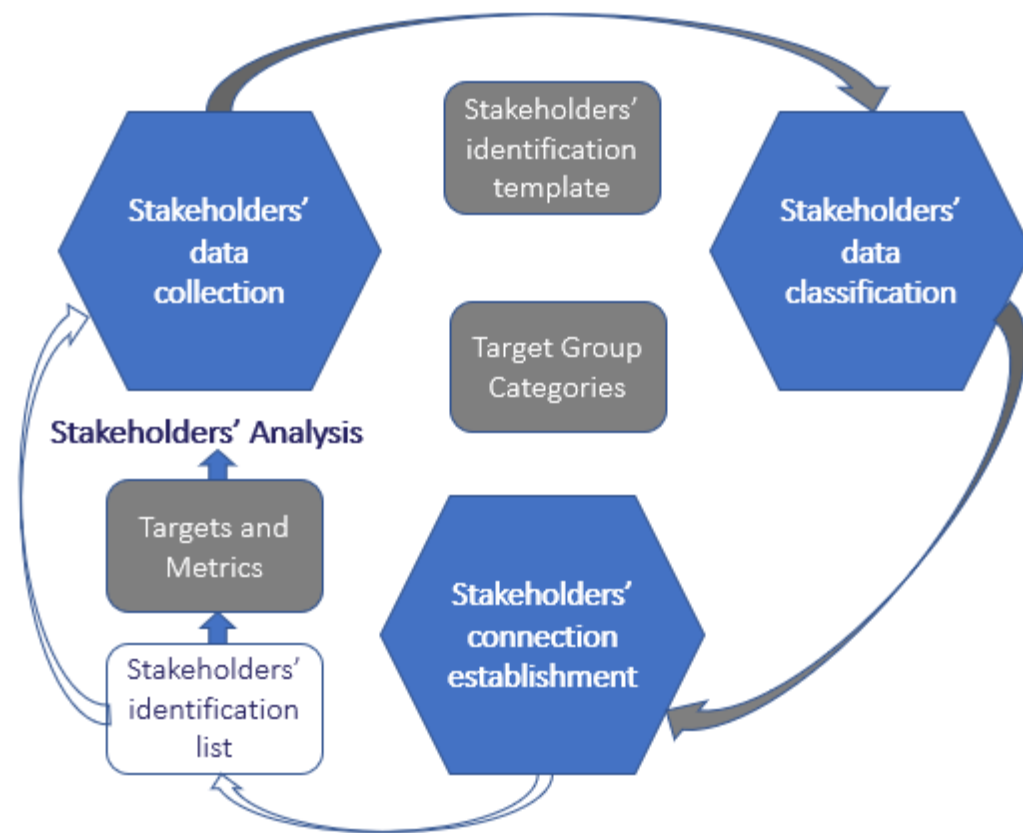 Stakeholders'
identification
template
Stakeholders'
data
collection
Stakeholders'
data
classification
Target Group
Categories
Stakeholders' Analysis
Targets and
Metrics
Stakeholders'
connection
establishment
Stakeholders'
identification
list